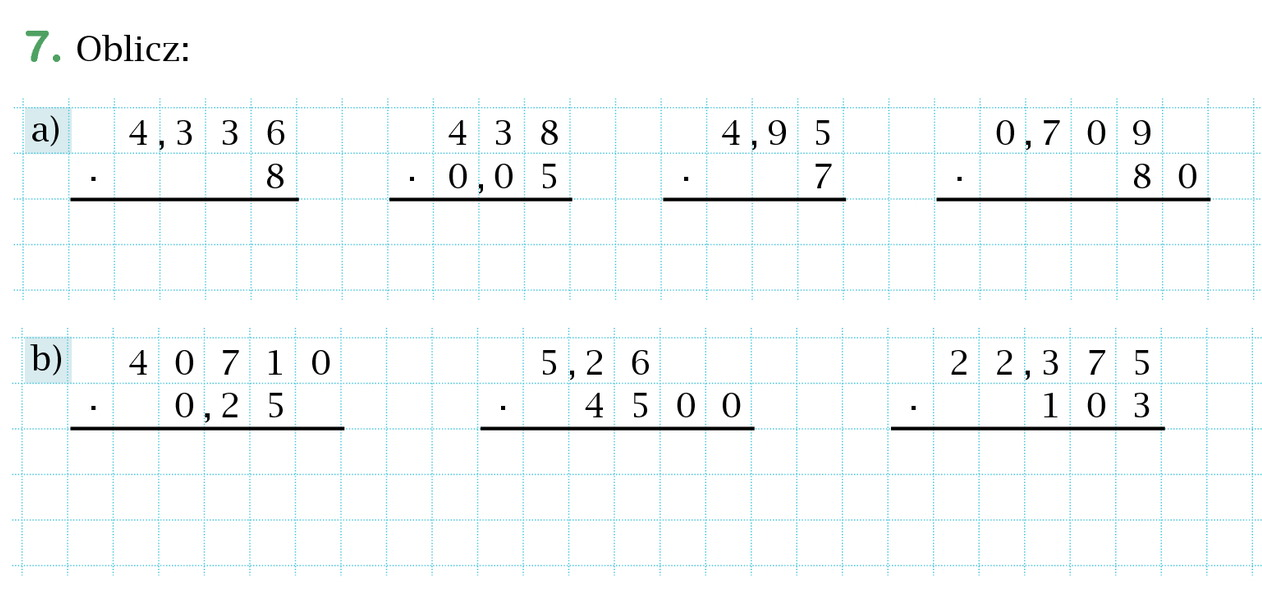 7. Oblicz:
a) 4,336 438 4,95 0,709
· 8 · 0,05 · 7 · 80
b) 40710 5,26 22,375
· 0,25 · 4500 · 103